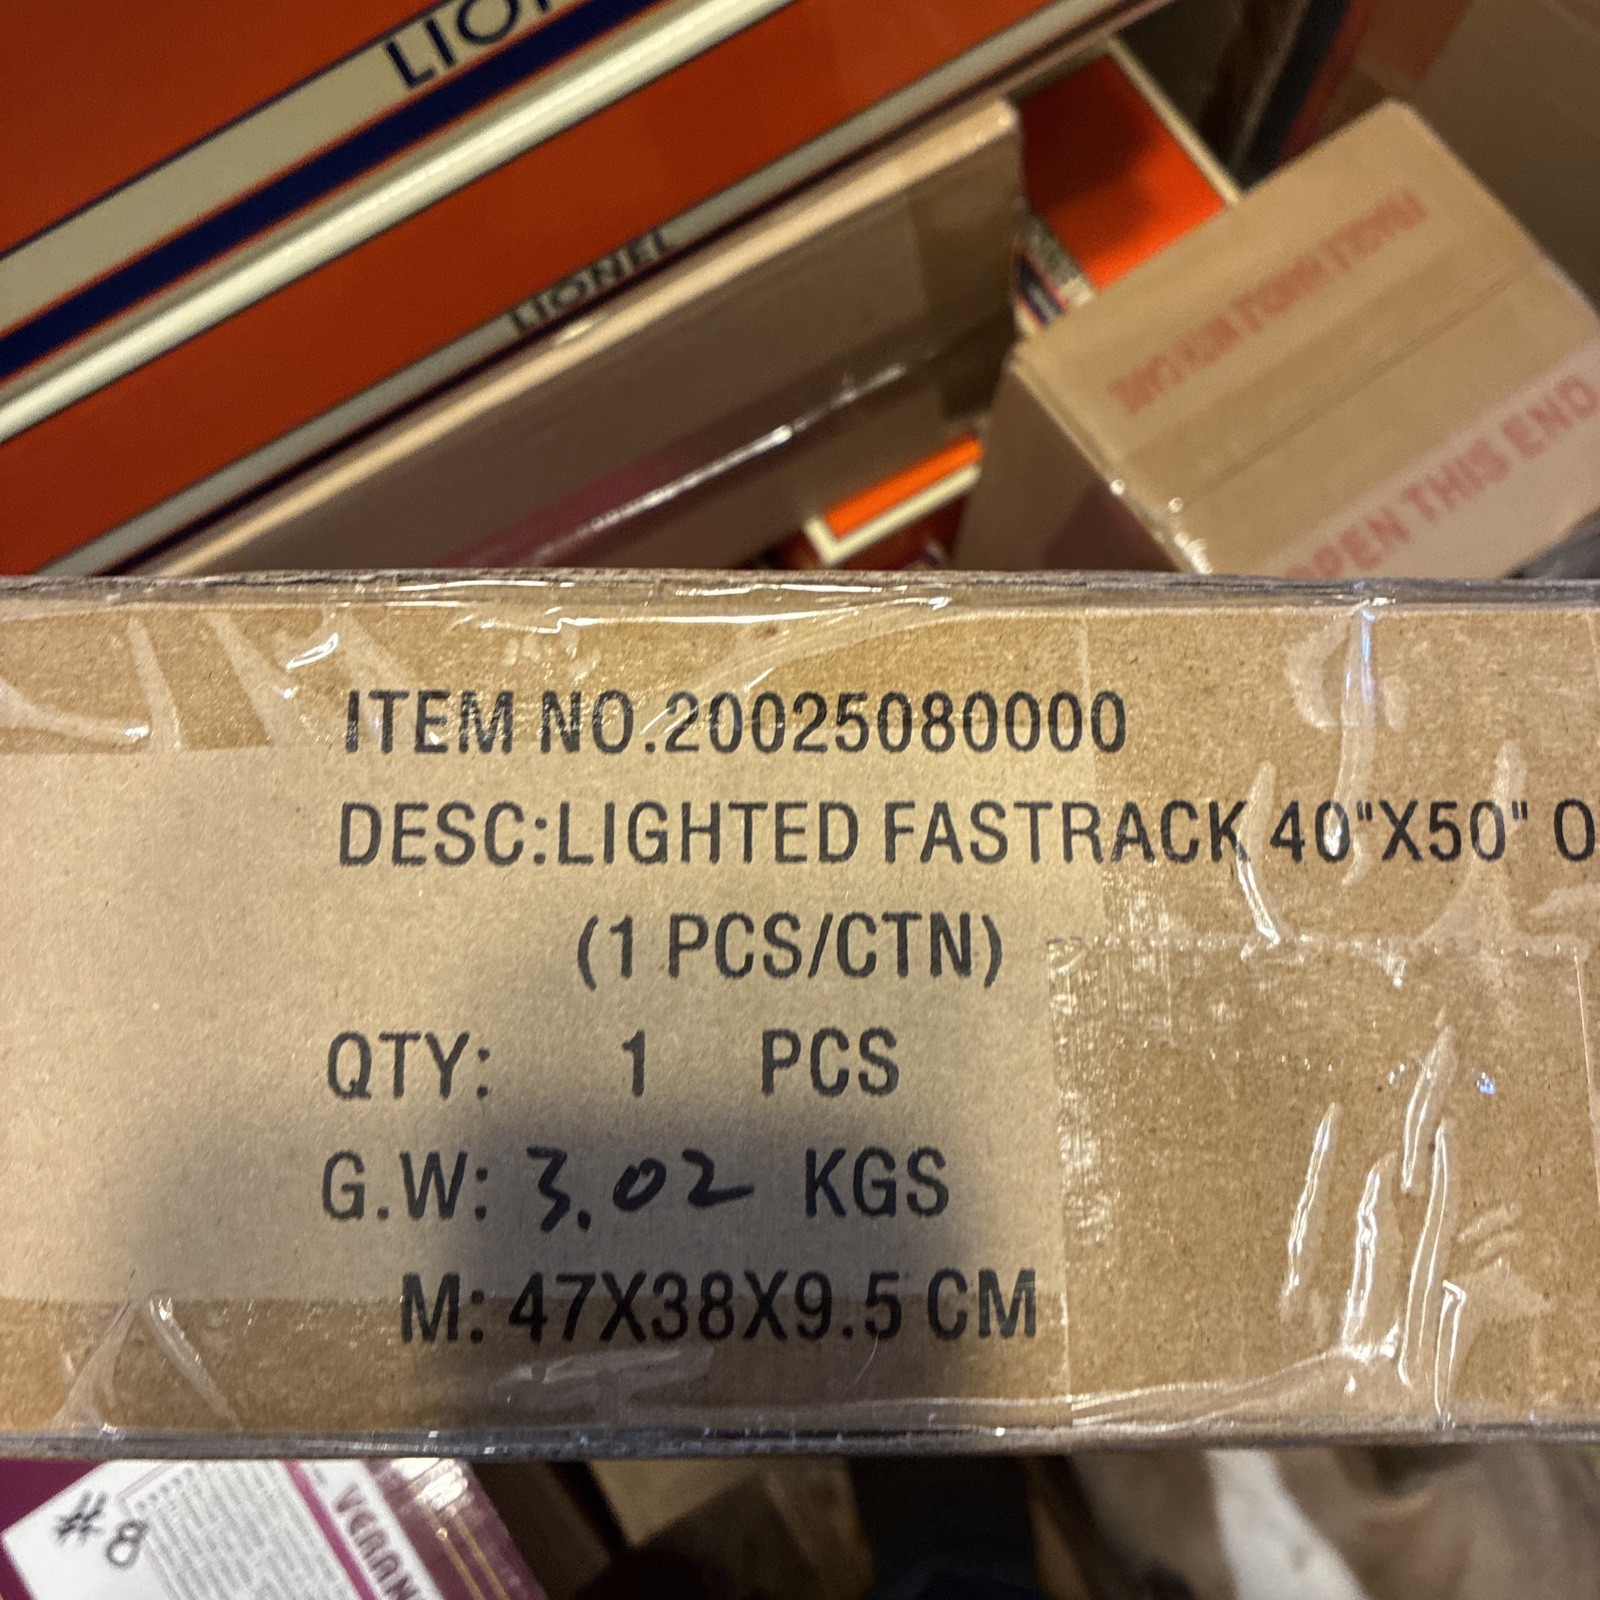 LIO
LIONEL
OPEN THIS END
ITEM NO.20025080000
DESC:LIGHTED FASTRACK 40"X50" O
(1 PCS/CTN)
QTY: 1 PCS
G.W: 3.02 KGS
M: 47X38X9.5 CM
#8